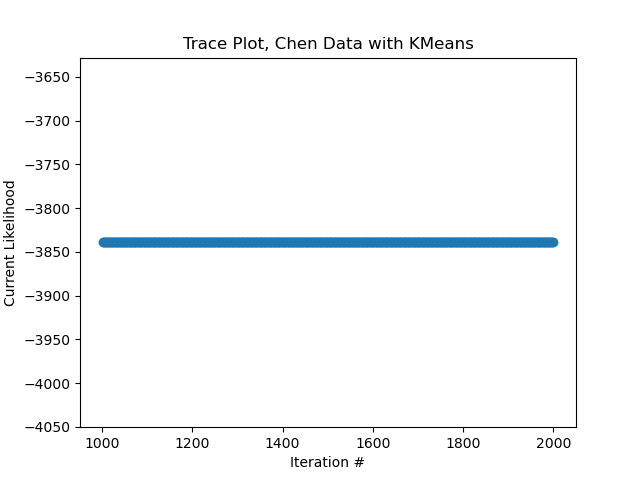 Trace Plot, Chen Data with KMeans
−3650
−3700
−3750
−3800
−3850
−3900
−3950
−4000
−4050
Current Likelihood
1000 1200 1400 1600 1800 2000
Iteration #